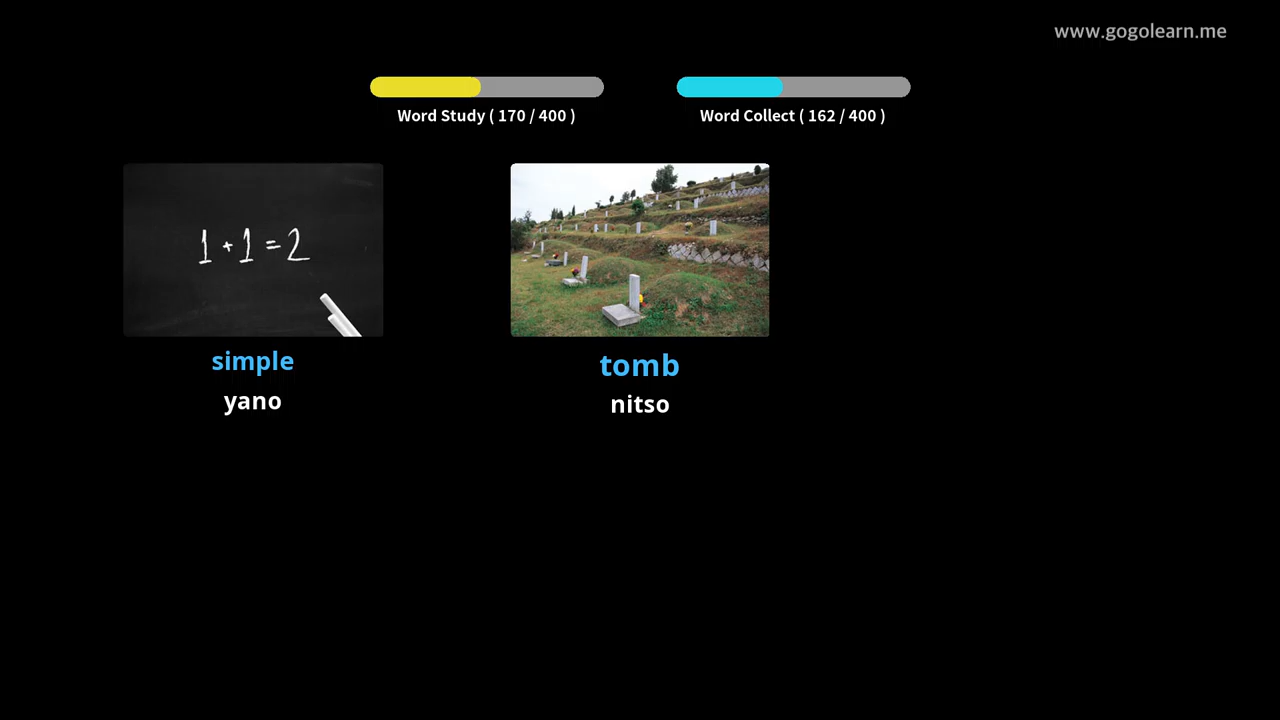 www.gogolearn.me
Word Study ( 170 / 400 )
Word Collect ( 162 / 400 )
1 + 1 = 2
simple
yano
tomb
nitso